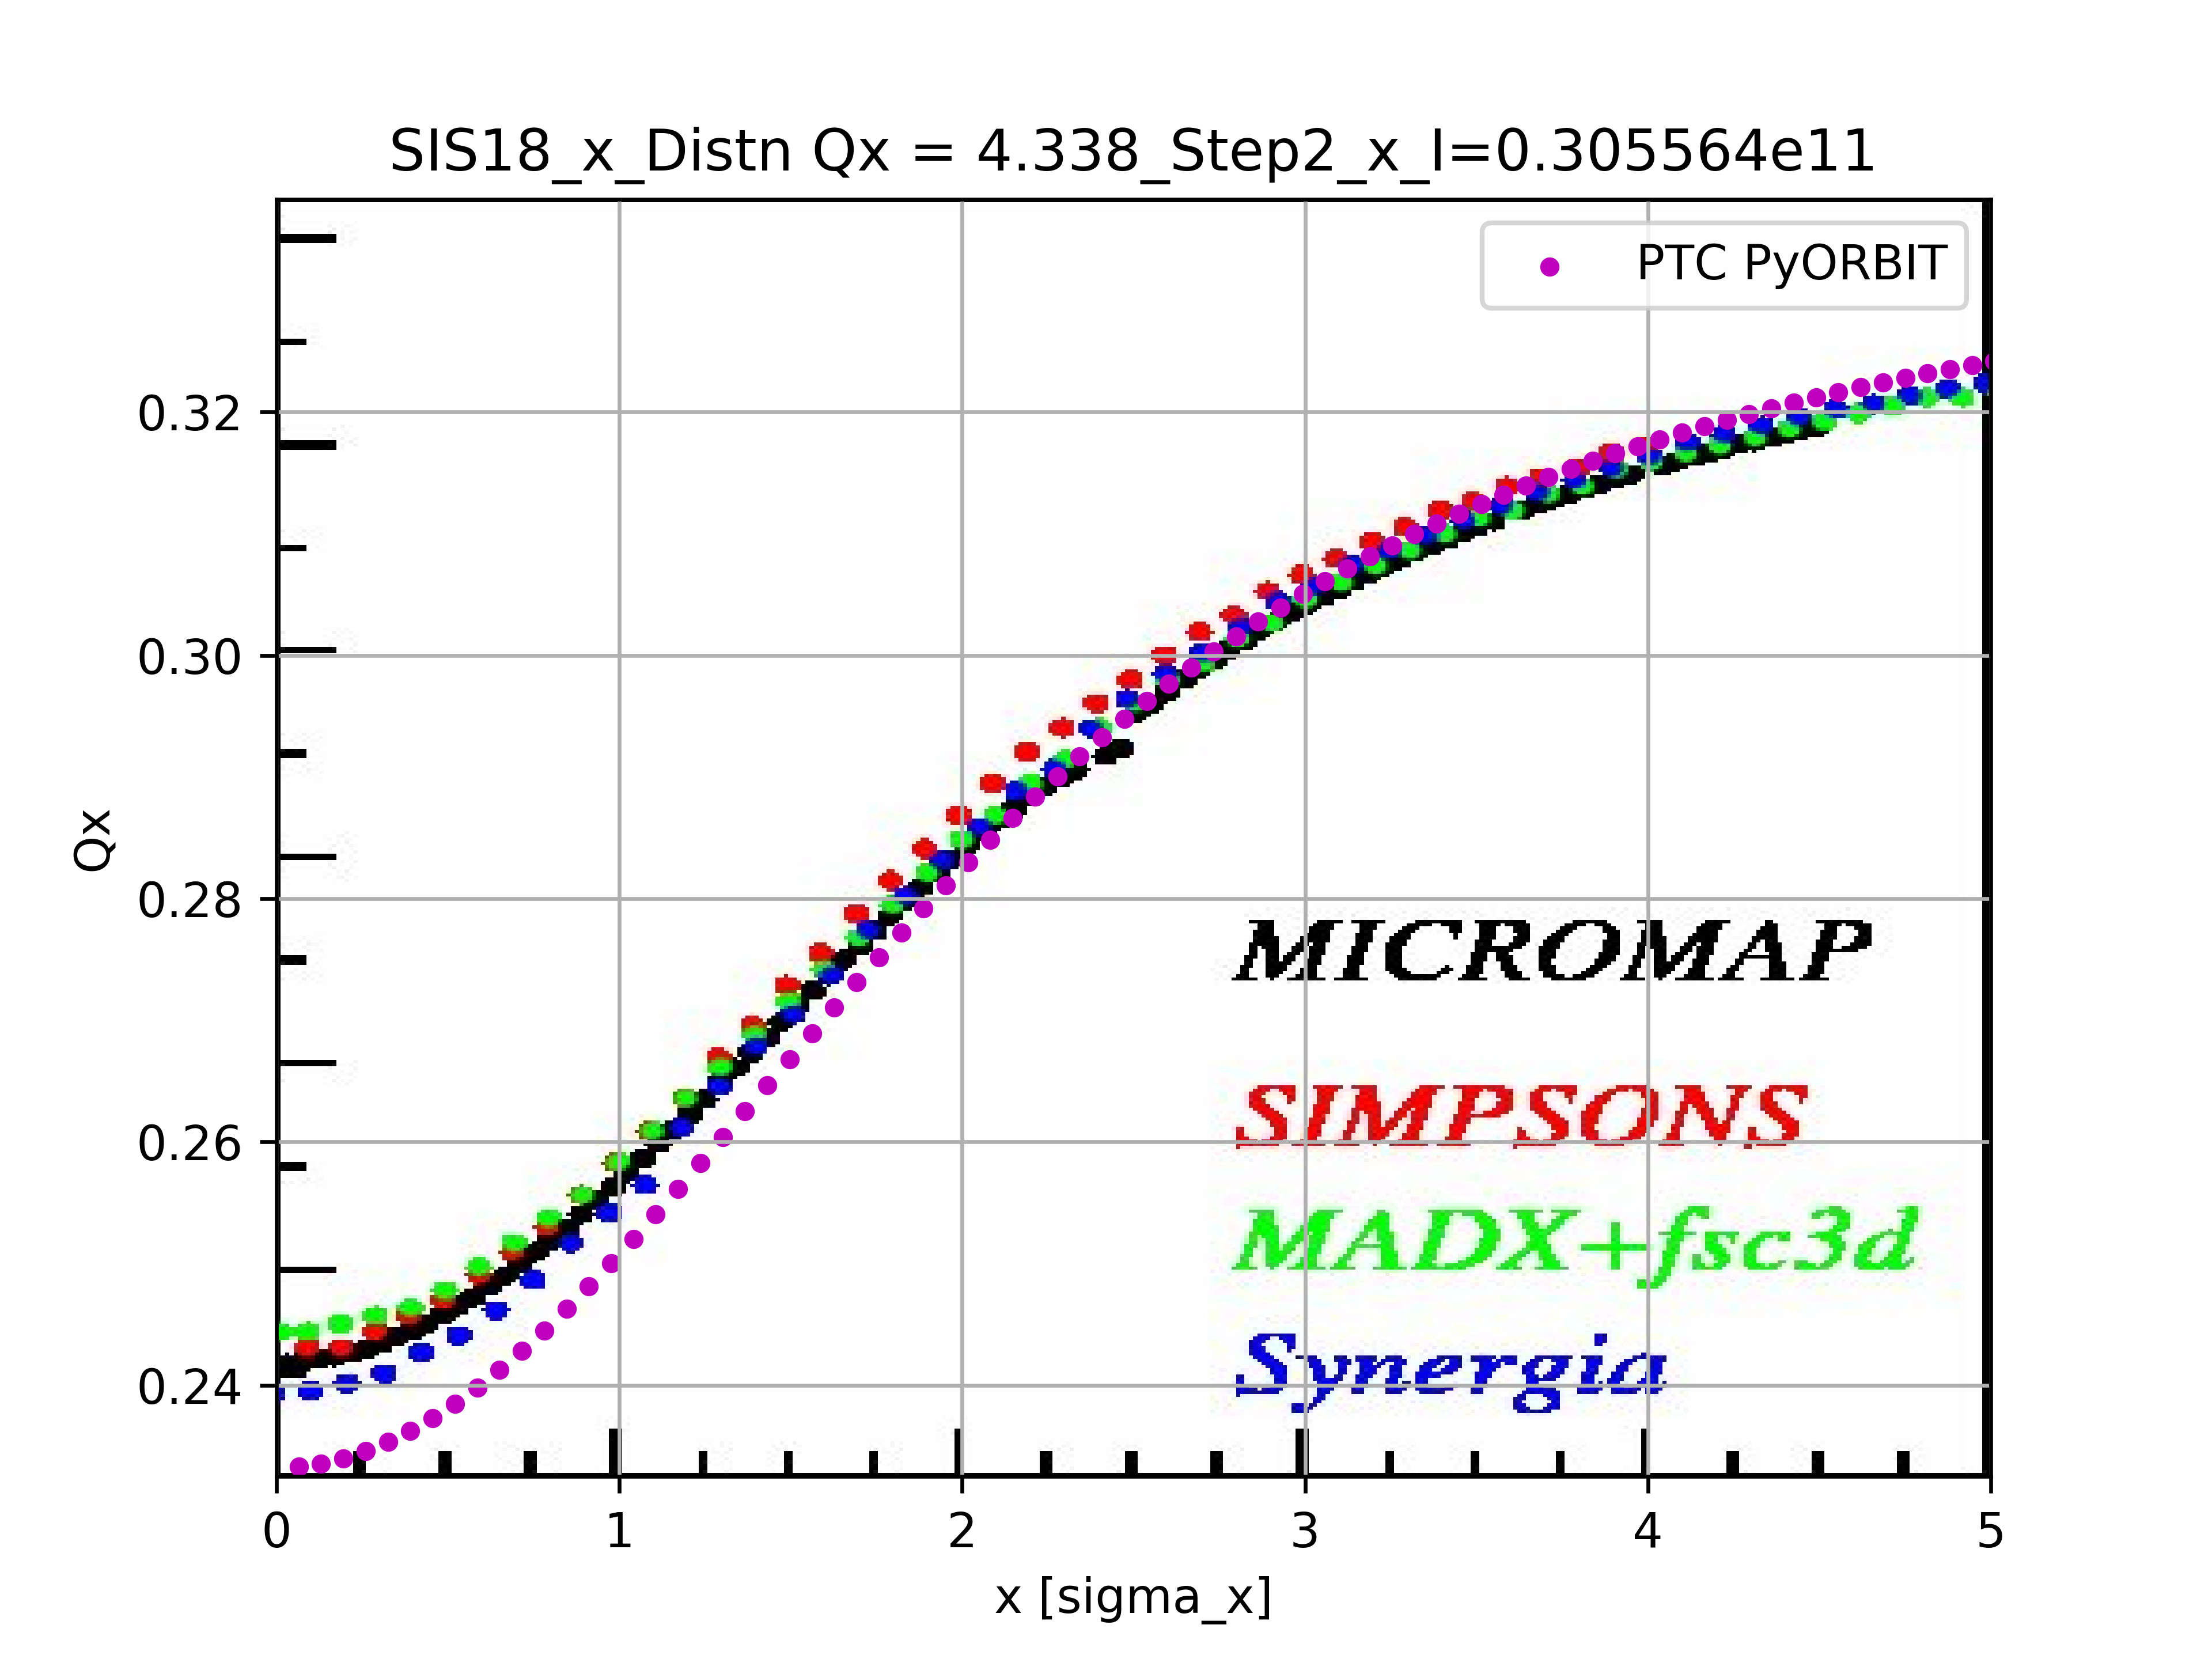 SIS18_x_Distn Qx = 4.338_Step2_x_I=0.305564e11
PTC PyORBIT
0.32
0.30
0.28
0.26
0.24
Qx
MICROMAP
SIMPSONS
MADX+fsc3d
Synergia
0 1 2 3 4 5
x [sigma_x]